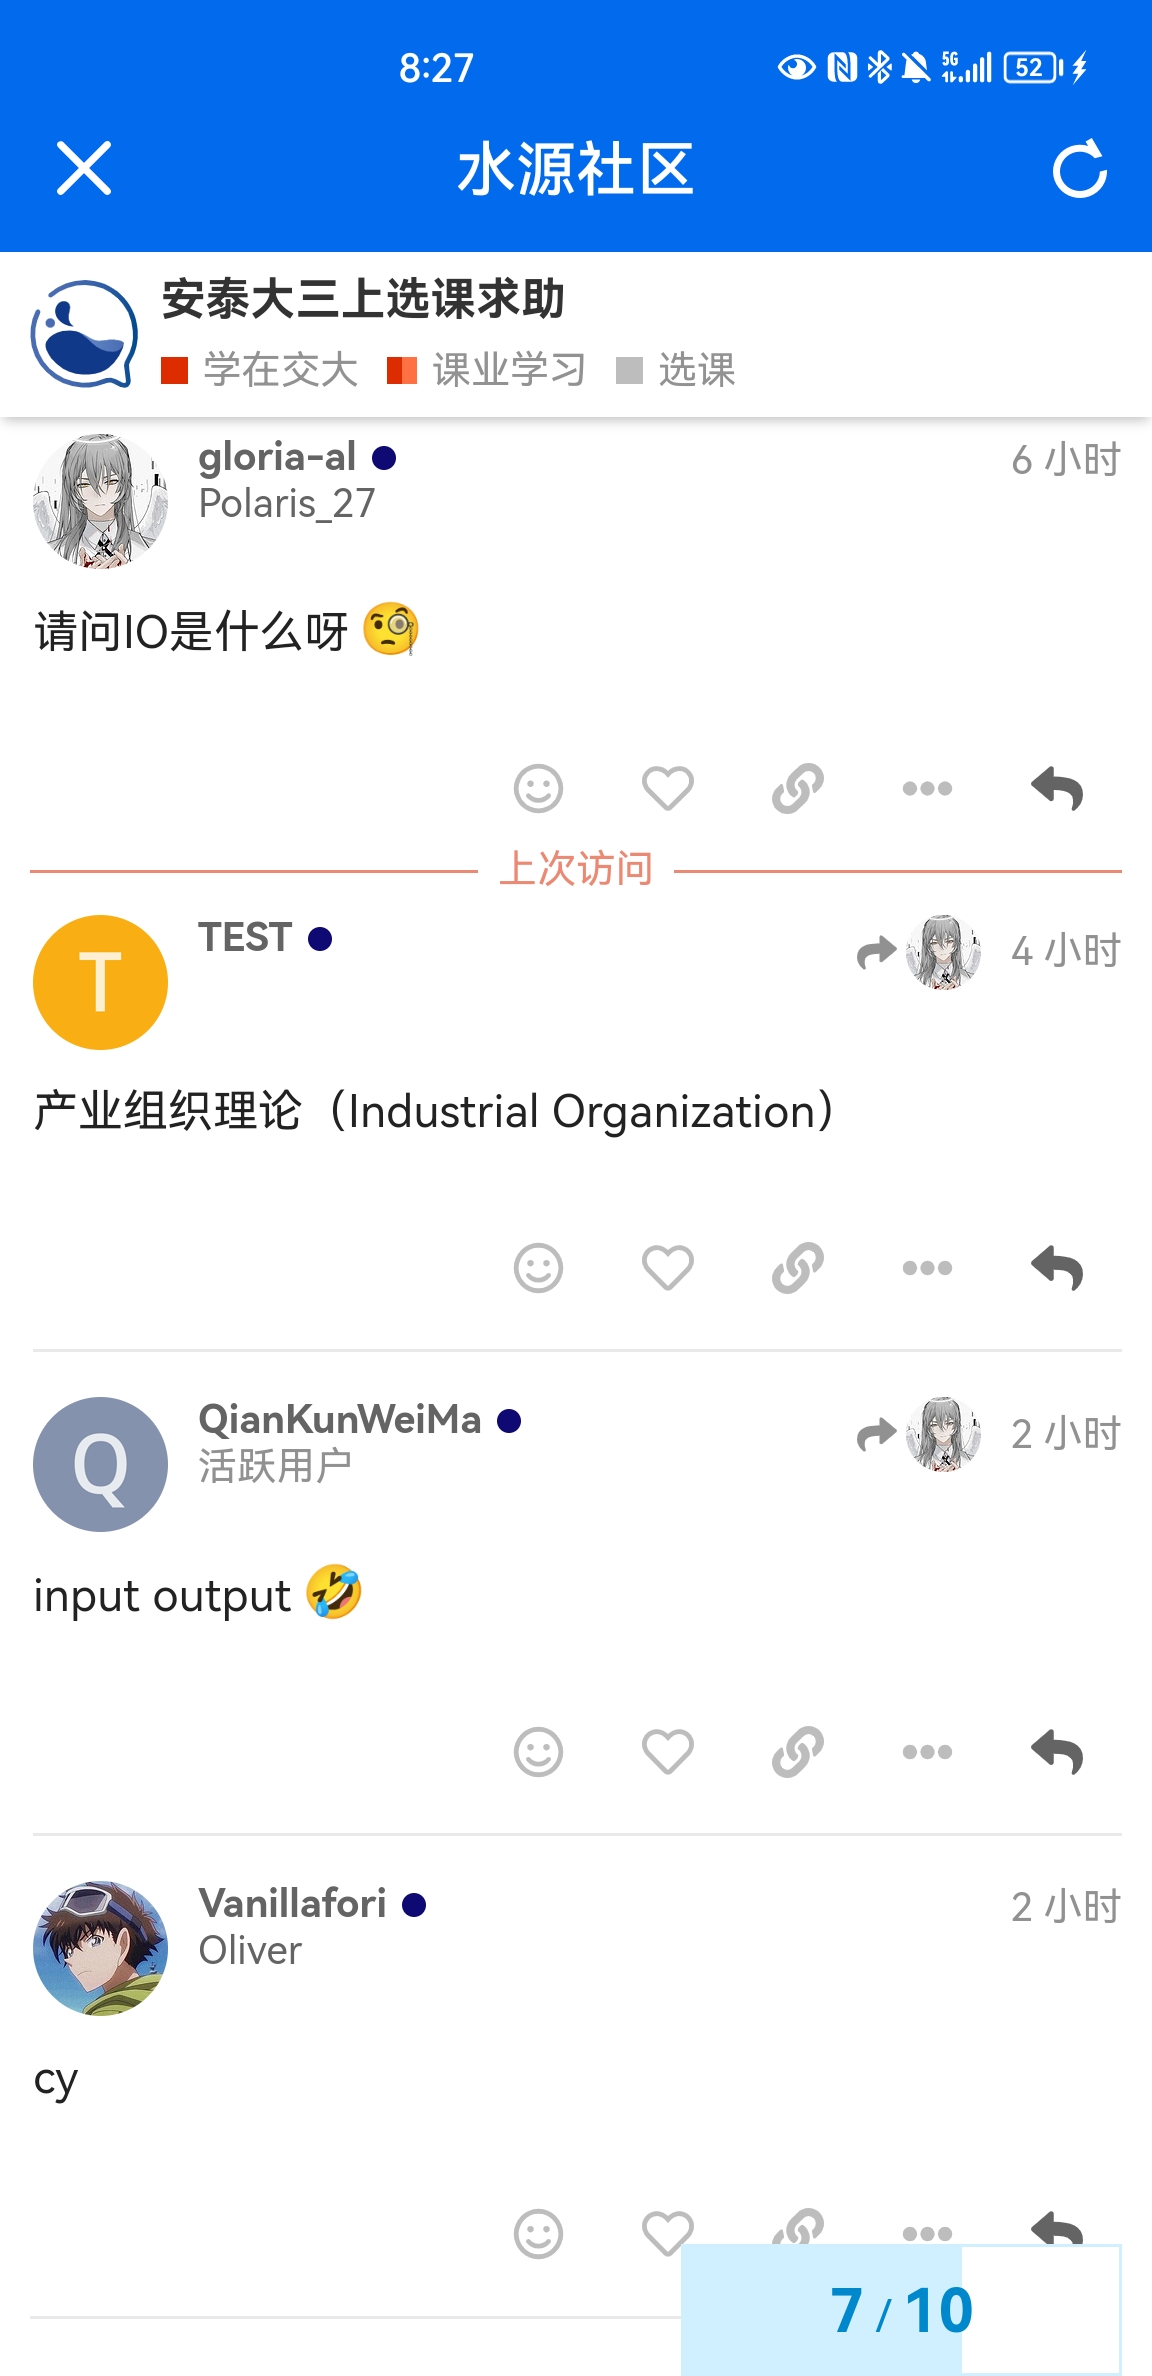 8:27
5G
52
水源社区
安泰大三上选课求助
学在交大 课业学习 选课
gloria-al
6 小时
Polaris_27
请问IO是什么呀
上次访问
T
TEST
4 小时
产业组织理论（Industrial Organization）
Q
QianKunWeiMa
2 小时
活跃用户
input output
Vanillafori
2 小时
Oliver
cy
7 / 10